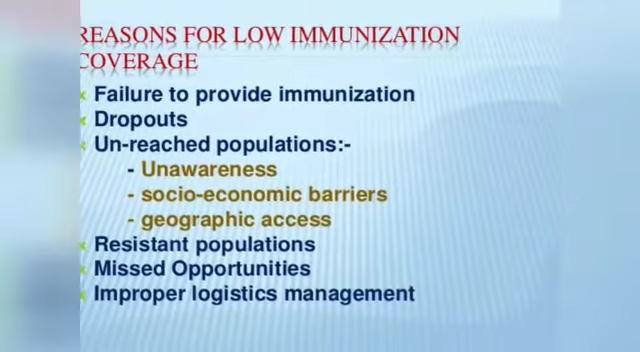 REASONS FOR LOW IMMUNIZATION
COVERAGE
Failure to provide immunization
Dropouts
Un-reached populations:-
- Unawareness
- socio-economic barriers
- geographic access
Resistant populations
Missed Opportunities
Improper logistics management